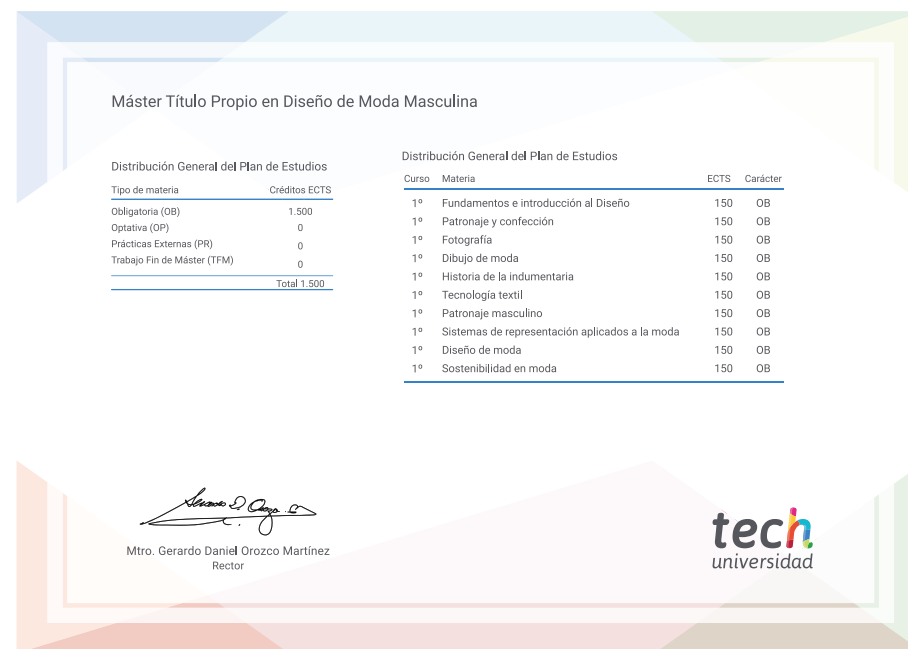 Máster Título Propio en Diseño de Moda Masculina
Distribución General del Plan de Estudios
Tipo de materia Créditos ECTS
Obligatoria (OB) 1.500
Optativa (OP) 0
Prácticas Externas (PR) 0
Trabajo Fin de Máster (TFM) 0
Total 1.500
Distribución General del Plan de Estudios
Curso Materia ECTS Carácter
1º Fundamentos e introducción al Diseño 150 OB
1º Patronaje y confección 150 OB
1º Fotografía 150 OB
1º Dibujo de moda 150 OB
1º Historia de la indumentaria 150 OB
1º Tecnología textil 150 OB
1º Patronaje masculino 150 OB
1º Sistemas de representación aplicados a la moda 150 OB
1º Diseño de moda 150 OB
1º Sostenibilidad en moda 150 OB
Mtro. Gerardo Daniel Orozco Martínez
Rector
tech
universidad